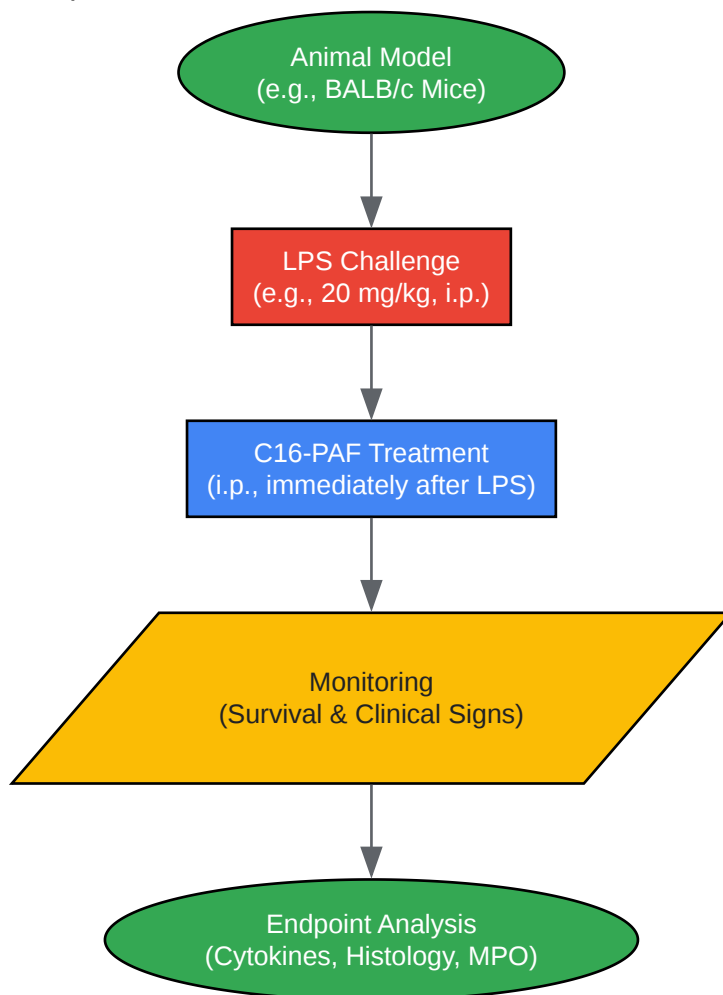 Animal Model
(e.g., BALB/c Mice)
LPS Challenge
(e.g., 20 mg/kg, i.p.)
C16-PAF Treatment
(i.p., immediately after LPS)
Monitoring
(Survival & Clinical Signs)
Endpoint Analysis
(Cytokines, Histology, MPO)